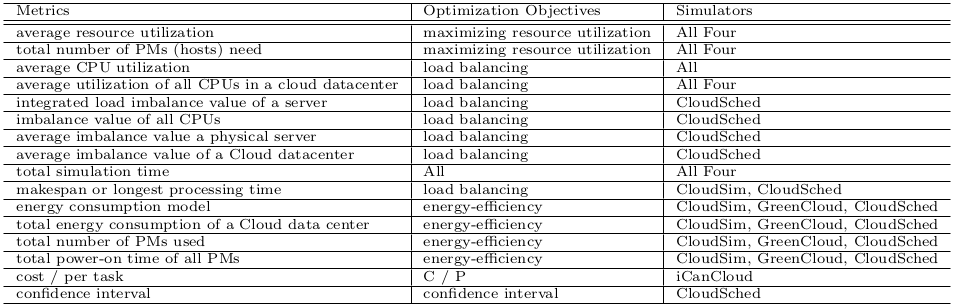 Metrics Optimization Objectives Simulators
average resource utilization maximizing resource utilization All Four
total number of PMs (hosts) need maximizing resource utilization All Four
average CPU utilization load balancing All
average utilization of all CPUs in a cloud datacenter load balancing All Four
integrated load imbalance value of a server load balancing CloudSched
imbalance value of all CPUs load balancing CloudSched
average imbalance value a physical server load balancing CloudSched
average imbalance value of a Cloud datacenter load balancing CloudSched
total simulation time All All Four
makespan or longest processing time load balancing CloudSim, CloudSched
energy consumption model energy-efficiency CloudSim, GreenCloud, CloudSched
total energy consumption of a Cloud data center energy-efficiency CloudSim, GreenCloud, CloudSched
total number of PMs used energy-efficiency CloudSim, GreenCloud, CloudSched
total power-on time of all PMs energy-efficiency CloudSim, GreenCloud, CloudSched
cost / per task C / P iCanCloud
confidence interval confidence interval CloudSched